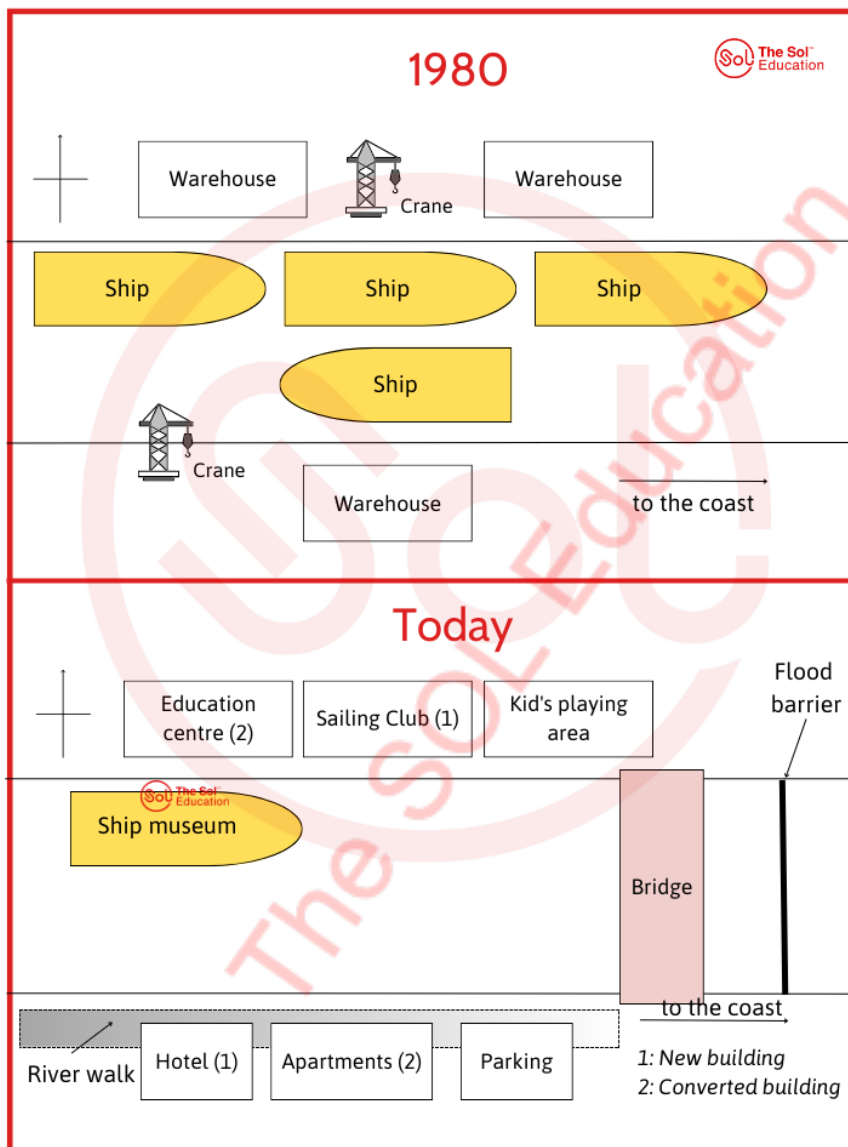 1980
The Sol™
Education
Warehouse
Crane
Warehouse
Ship
Ship
Ship
Ship
Crane
Warehouse
to the coast
Today
Education
centre (2)
Sailing Club (1)
Kid's playing
area
Flood
barrier
The Sol™
Education
Ship museum
Bridge
to the coast
River walk
Hotel (1)
Apartments (2)
Parking
1: New building
2: Converted building
The SOL Education